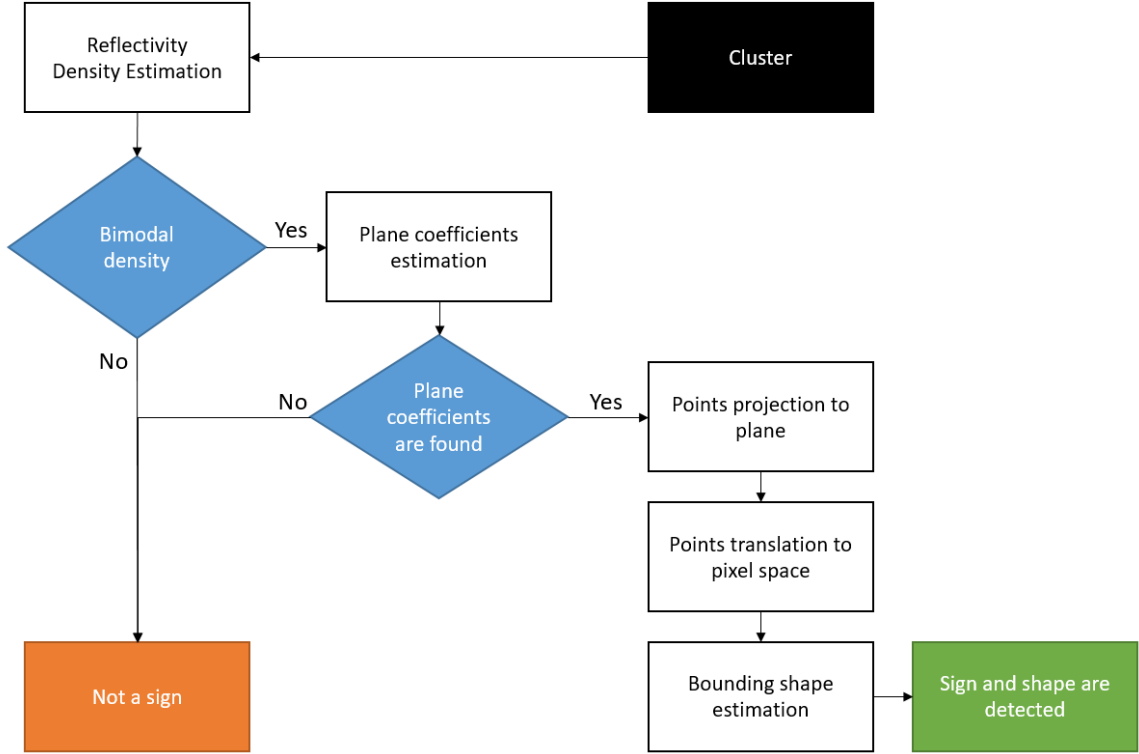 Reflectivity
Density Estimation
Cluster
Bimodal
density
Yes
Plane coefficients
estimation
No
Plane
coefficients
are found
No
Yes
Points projection to
plane
Points translation to
pixel space
Not a sign
Bounding shape
estimation
Sign and shape are
detected